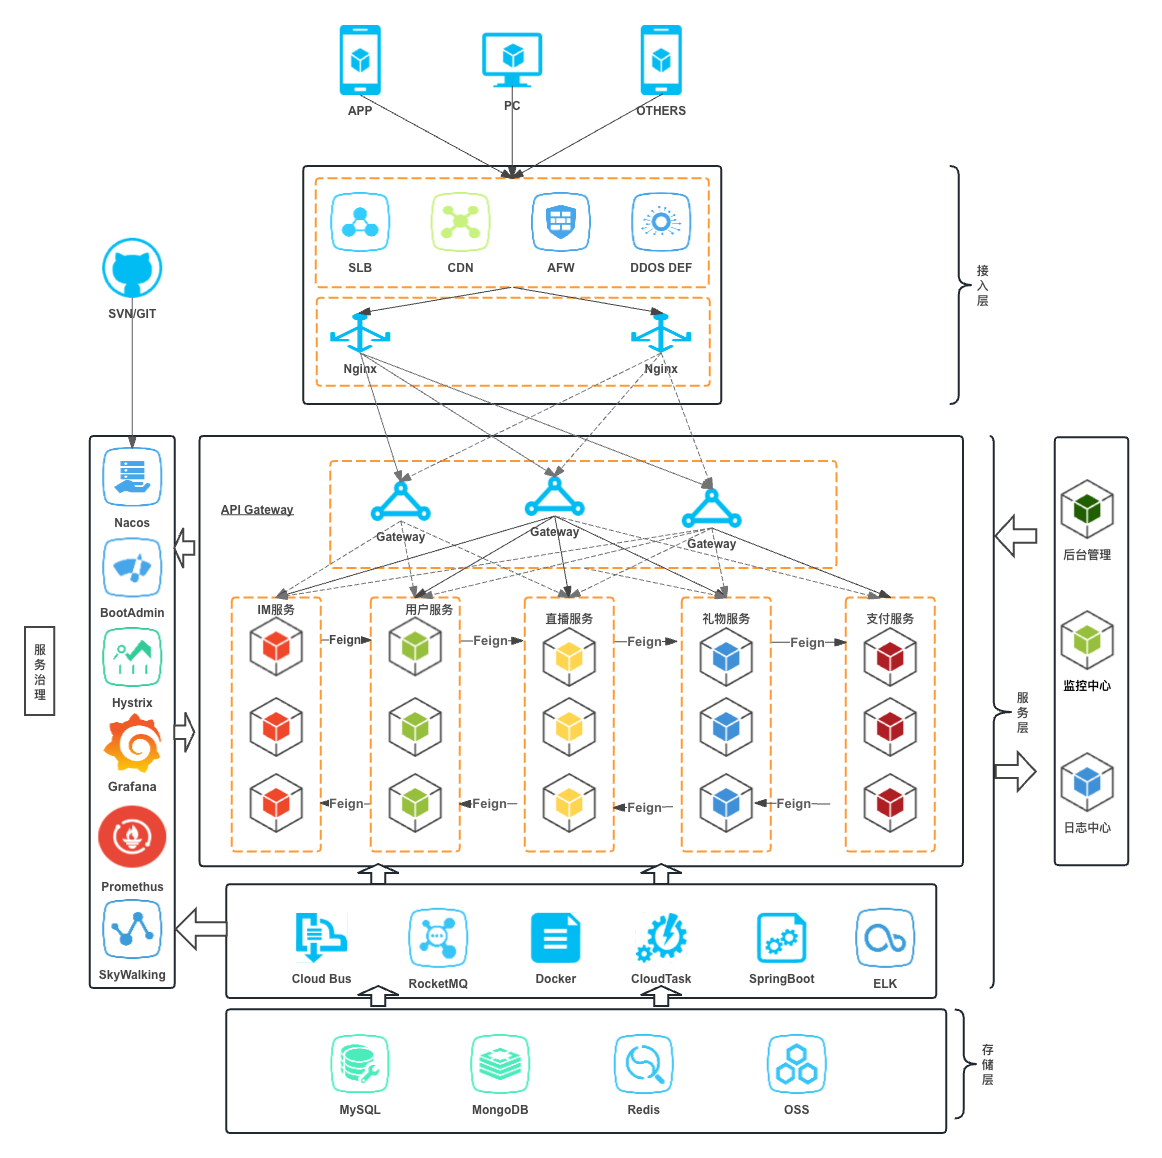 APP
PC
OTHERS
SLB
CDN
AFW
DDOS DEF
接入层
SVN/GIT
Nginx
Nginx
API Gateway
Gateway
Gateway
Gateway
Nacos
BootAdmin
Hystrix
Grafana
Promethus
SkyWalking
服务治理
IM服务
用户服务
直播服务
礼物服务
支付服务
Feign
Feign
Feign
Feign
Feign
Feign
Feign
Feign
服务层
后台管理
监控中心
日志中心
Cloud Bus
RocketMQ
Docker
CloudTask
SpringBoot
ELK
MySQL
MongoDB
Redis
OSS
存储层